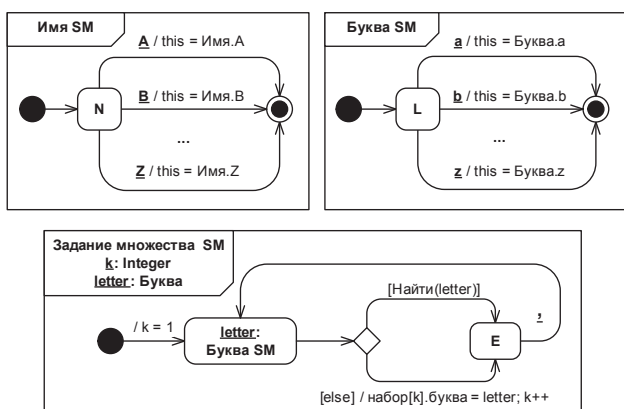 Имя SM
A / this = Имя.A
N
B / this = Имя.B
...
Z / this = Имя.Z
Буква SM
a / this = Буква.a
L
b / this = Буква.b
...
z / this = Буква.z
Задание множества SM
k: Integer
letter: Буква
[Найти(letter)]
/ k = 1
letter:
Буква SM
E
,
[else] / набор[k].буква = letter; k++